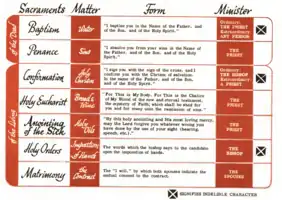 Sacraments Matter Form Minister
of the Dead
Baptism
Water
"I baptize you in the Name of the Father, and
of the Son, and of the Holy Spirit."
Ordinary:
THE PRIEST
Extraordinary:
ANY PERSON
Penance
Sins
"I absolve you from your sins in the Name of
the Father, and of the Son, and of the Holy
Spirit."
THE
PRIEST
of the Living
Confirmation
Holy
Chrism
"I sign you with the sign of the cross, and I
confirm you with the Chrism of salvation.
In the name of the Father, and of the Son,
and of the Holy Spirit."
Ordinary:
THE BISHOP
Extraordinary:
A PRIEST
Holy Eucharist
Bread &
Wine
"For This is My Body. For This is the Chalice
of My Blood of the new and eternal testament,
the mystery of Faith, which shall be shed for
you and for many unto the remission of sins."
THE
PRIEST
Anointing
of the Sick
Holy
Oils
"By this holy anointing and His most loving mercy,
may the Lord forgive you whatever wrong you
have done by the use of your sight (hearing,
speech, etc.)."
THE
PRIEST
Holy Orders
Imposition
of Hands
The words which the bishop says to the candidate
upon the imposition of hands.
THE
BISHOP
Matrimony
the
Contract
The "I will," by which both spouses indicate the
mutual consent to the contract.
THE
SPOUSES
SIGNIFIES INDELIBLE CHARACTER